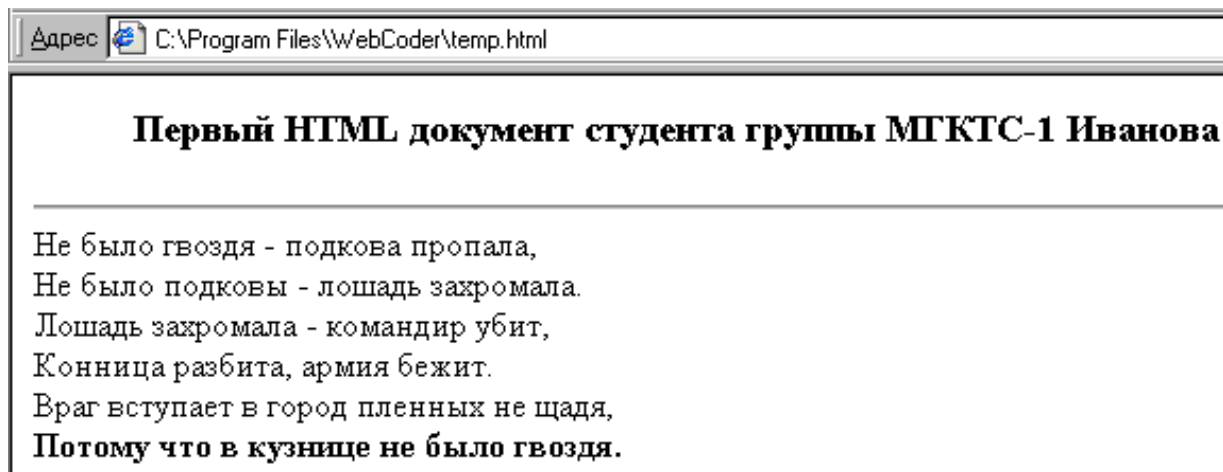 Адрес C:\Program Files\WebCoder\temp.html
Первый HTML документ студента группы МГКТС-1 Иванова
Не было гвоздя - подкова пропала,
Не было подковы - лошадь захромала.
Лошадь захромала - командир убит,
Конница разбита, армия бежит.
Враг вступает в город пленных не щадя,
Потому что в кузнице не было гвоздя.